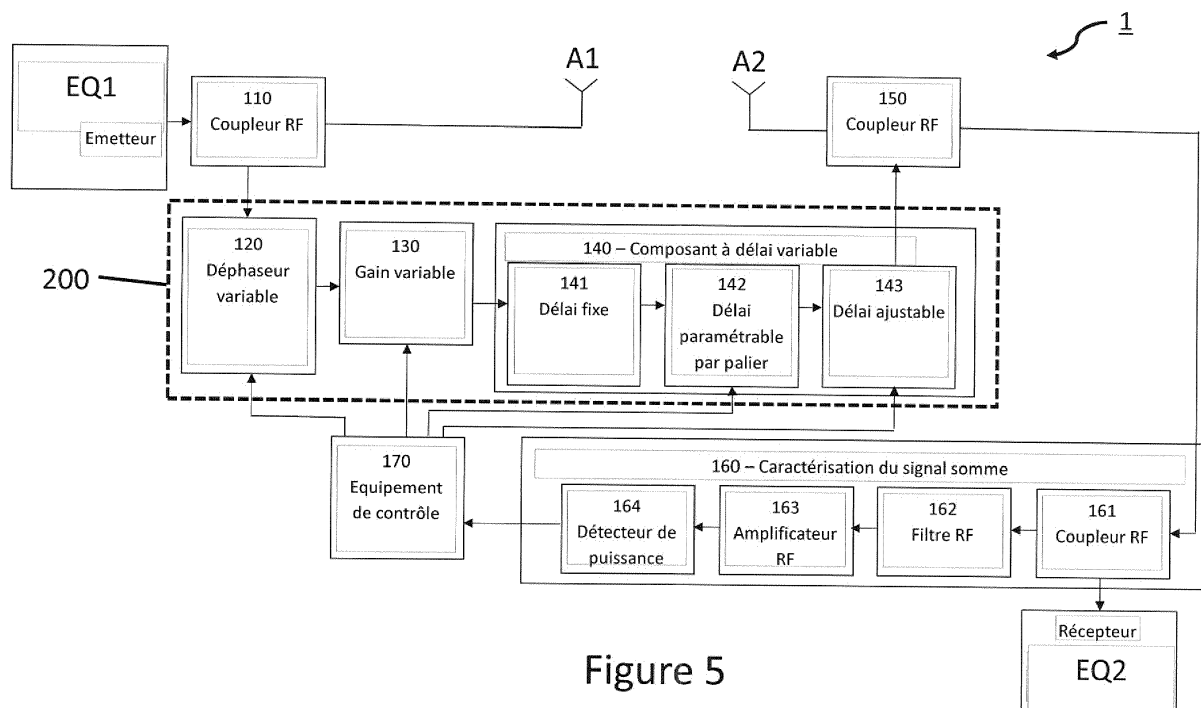 1
EQ1
Emetteur
110
Coupleur RF
A1
A2
150
Coupleur RF
200
120
Déphaseur
variable
130
Gain variable
140 – Composant à délai variable
141
Délai fixe
142
Délai
paramétrable
par palier
143
Délai ajustable
170
Equipement
de contrôle
160 – Caractérisation du signal somme
164
Détecteur de
puissance
163
Amplificateur
RF
162
Filtre RF
161
Coupleur RF
Récepteur
EQ2
Figure 5